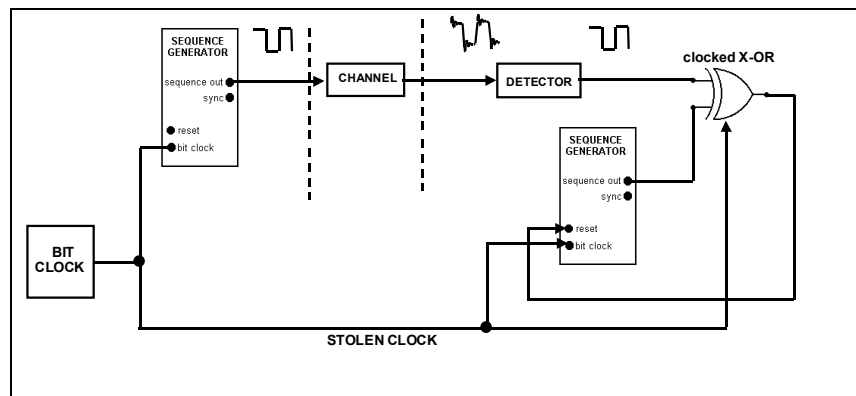 SEQUENCE
GENERATOR
sequence out
sync
reset
bit clock
CHANNEL
DETECTOR
clocked X-OR
SEQUENCE
GENERATOR
sequence out
sync
reset
bit clock
BIT
CLOCK
STOLEN CLOCK